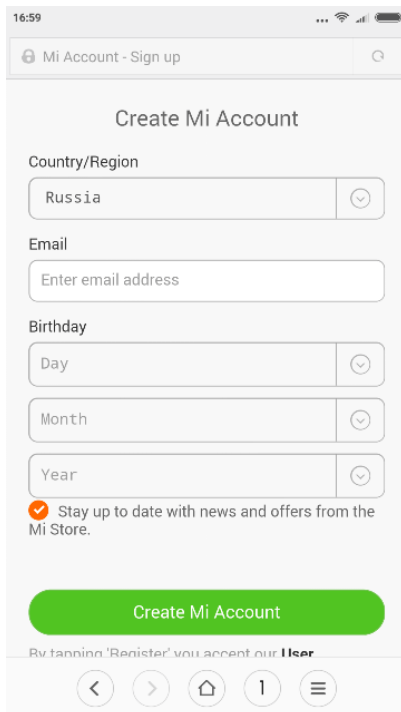 16:59
Mi Account - Sign up
Create Mi Account
Country/Region
Russia
Email
Enter email address
Birthday
Day
Month
Year
Stay up to date with news and offers from the
Mi Store.
Create Mi Account
By tapping 'Register' you accept our User
1